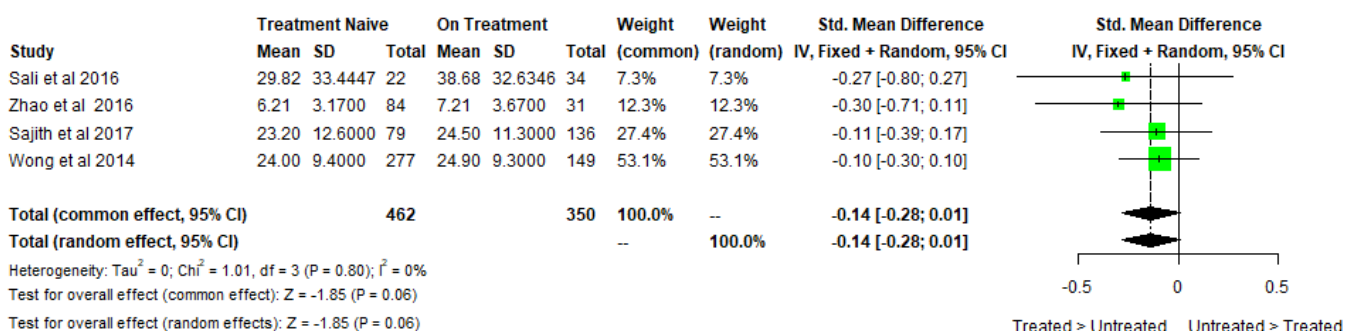 Treatment Naive On Treatment Weight Weight Std. Mean Difference Std. Mean Difference
Study Mean SD Total Mean SD Total (common) (random) IV, Fixed + Random, 95% CI IV, Fixed + Random, 95% CI
Sali et al 2016 29.82 33.4447 22 38.68 32.6346 34 7.3% 7.3% -0.27 [-0.80; 0.27]
Zhao et al 2016 6.21 3.1700 84 7.21 3.6700 31 12.3% 12.3% -0.30 [-0.71; 0.11]
Sajith et al 2017 23.20 12.6000 79 24.50 11.3000 136 27.4% 27.4% -0.11 [-0.39; 0.17]
Wong et al 2014 24.00 9.4000 277 24.90 9.3000 149 53.1% 53.1% -0.10 [-0.30; 0.10]
Total (common effect, 95% CI) 462 350 100.0% -- -0.14 [-0.28; 0.01]
Total (random effect, 95% CI) -- 100.0% -0.14 [-0.28; 0.01]
Heterogeneity: Tau² = 0; Chi² = 1.01, df = 3 (P = 0.80); I² = 0%
Test for overall effect (common effect): Z = -1.85 (P = 0.06)
Test for overall effect (random effects): Z = -1.85 (P = 0.06)
-0.5 0 0.5
Treated > Untreated Untreated > Treated